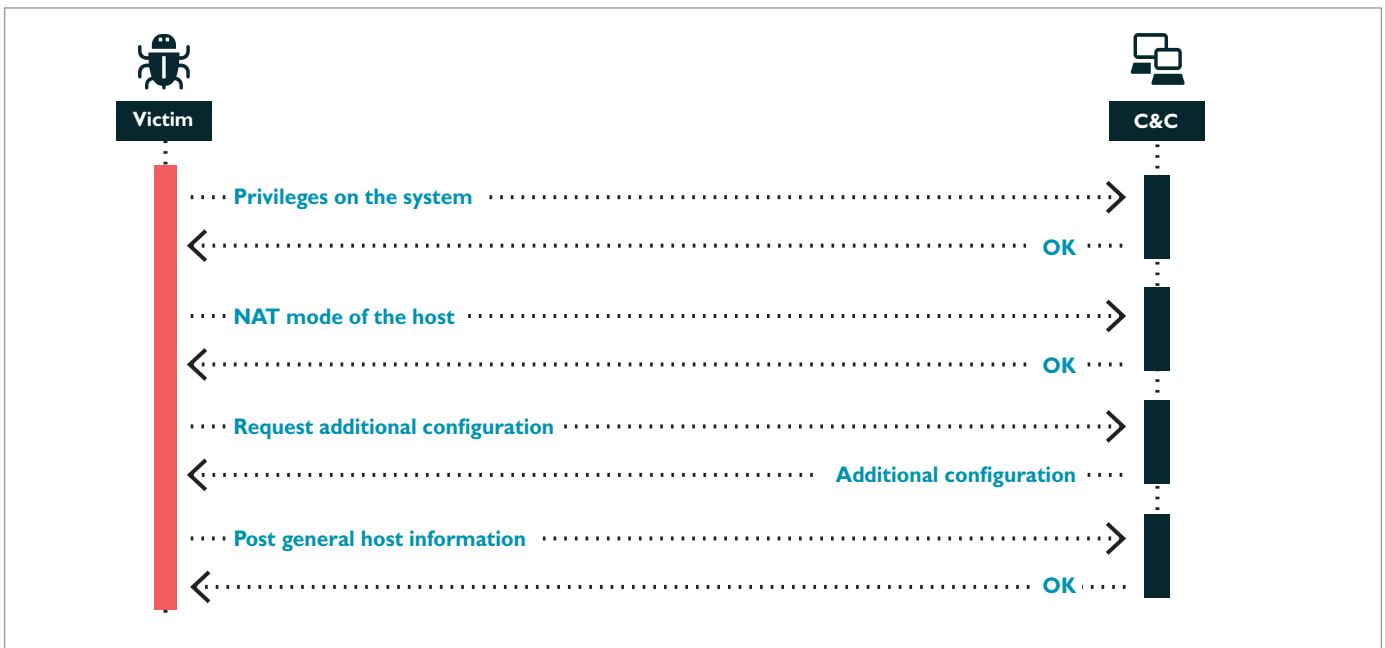 Victim
C&C
Privileges on the system
OK
NAT mode of the host
OK
Request additional configuration
Additional configuration
Post general host information
OK